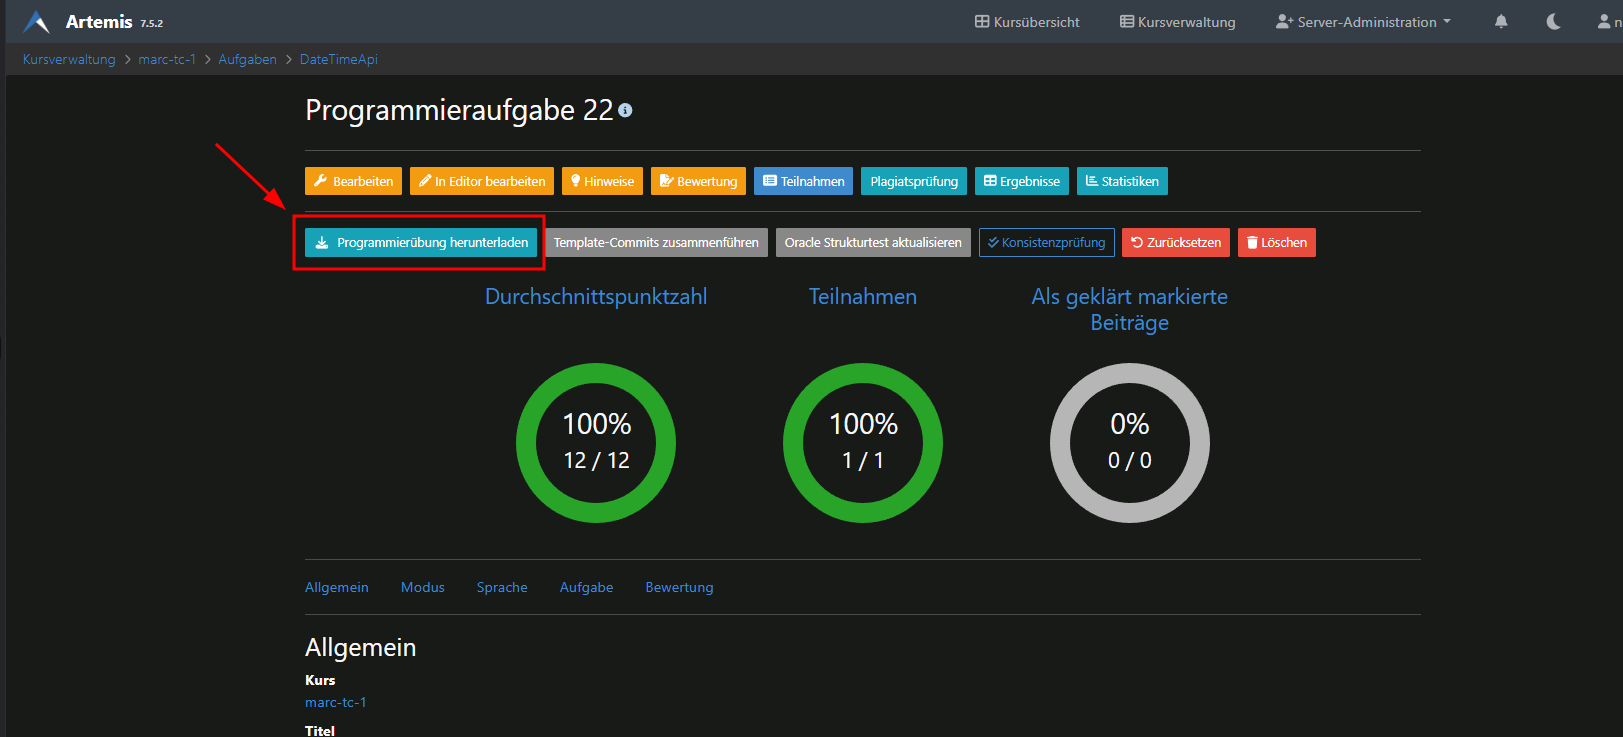 Artemis 7.5.2 Kursübersicht Kursverwaltung Server-Administration
Kursverwaltung > marc-tc-1 > Aufgaben > DateTimeApi
Programmieraufgabe 22
Bearbeiten In Editor bearbeiten Hinweise Bewertung Teilnahmen Plagiatsprüfung Ergebnisse Statistiken
Programmierübung herunterladen Template-Commits zusammenführen Oracle Strukturtest aktualisieren Konsistenzprüfung Zurücksetzen Löschen
Durchschnittspunktzahl
100%
12 / 12
Teilnahmen
100%
1 / 1
Als geklärt markierte
Beiträge
0%
0 / 0
Allgemein Modus Sprache Aufgabe Bewertung
Allgemein
Kurs
marc-tc-1
Titel